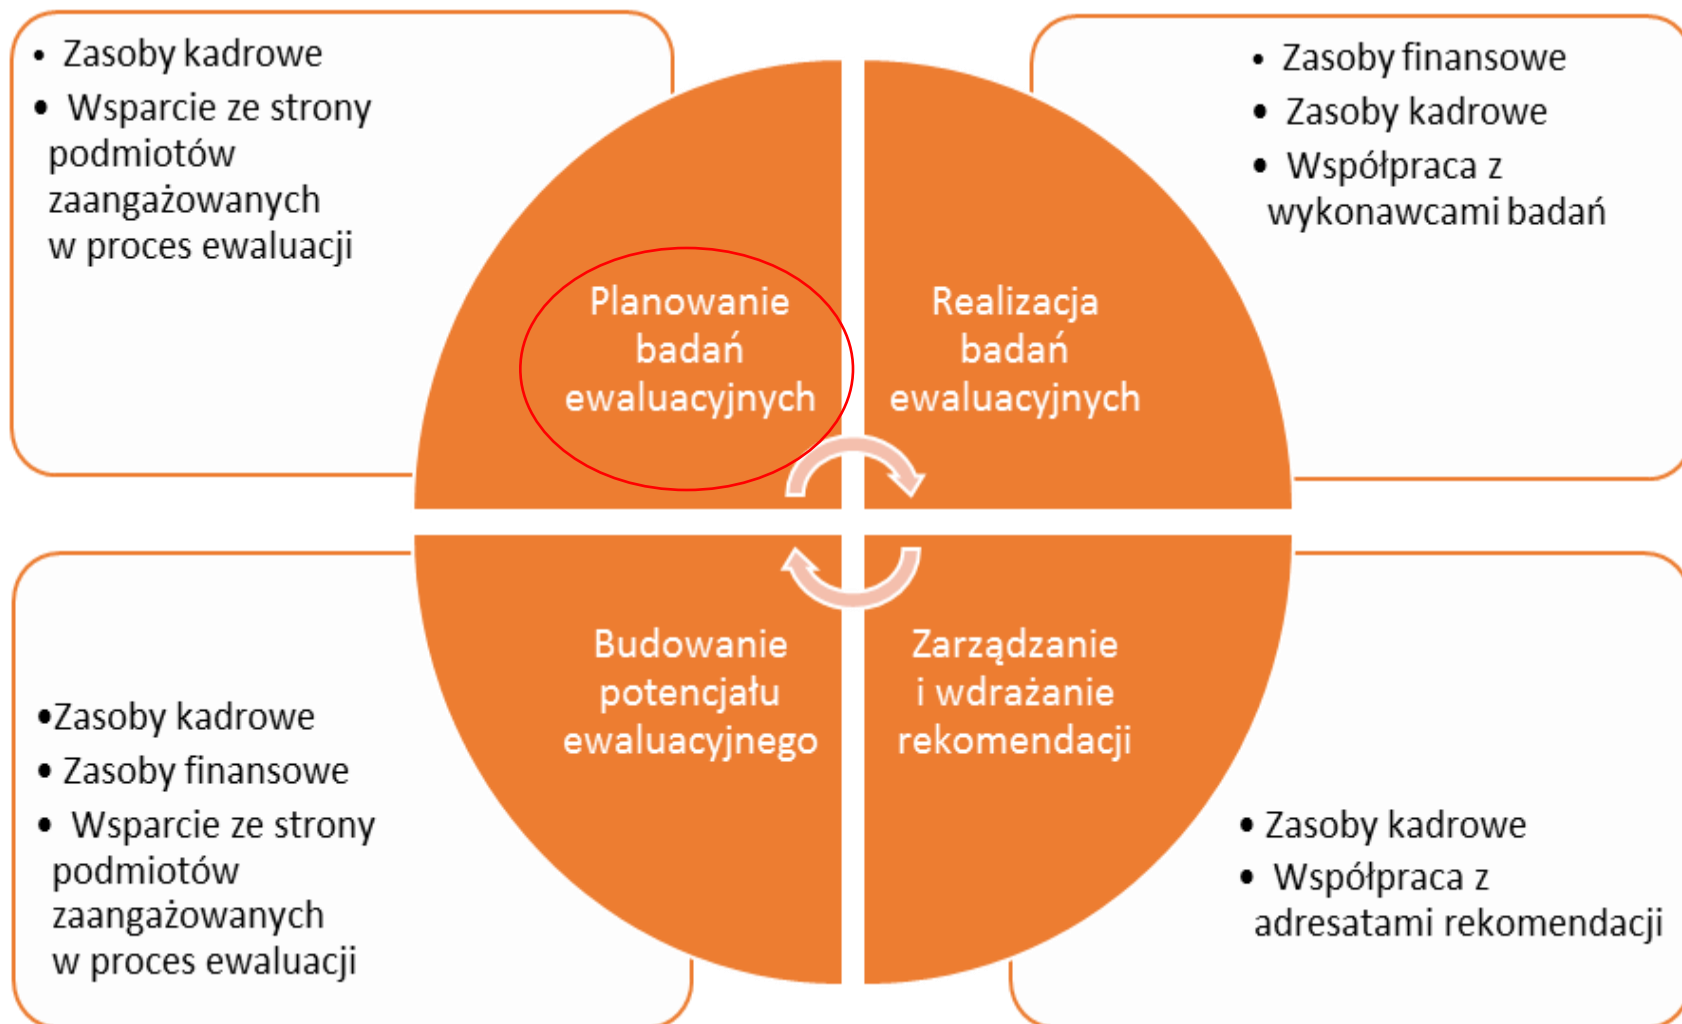 • Zasoby kadrowe
• Wsparcie ze strony
podmiotów
zaangażowanych
w proces ewaluacji
• Zasoby finansowe
• Zasoby kadrowe
• Współpraca z
wykonawcami badań
Planowanie
badań
ewaluacyjnych
Realizacja
badań
ewaluacyjnych
Budowanie
potencjału
ewaluacyjnego
Zarządzanie
i wdrażanie
rekomendacji
•Zasoby kadrowe
• Zasoby finansowe
• Wsparcie ze strony
podmiotów
zaangażowanych
w proces ewaluacji
• Zasoby kadrowe
• Współpraca z
adresatami rekomendacji